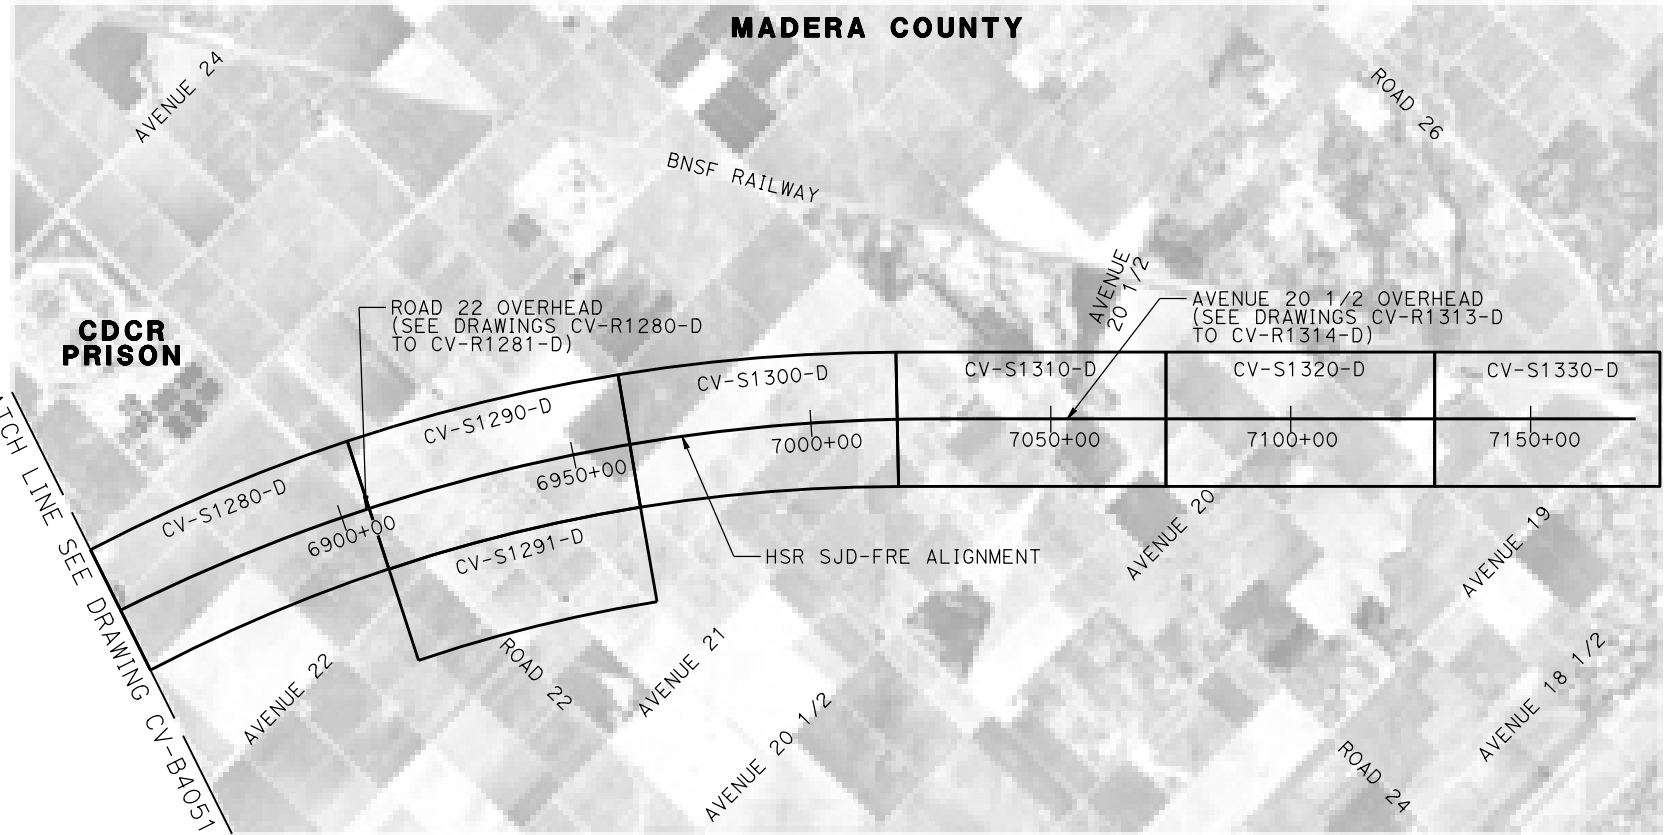 MADERA COUNTY
AVENUE 24
ROAD 26
BNSF RAILWAY
AVENUE
20 1/2
CDCR
PRISON
ROAD 22 OVERHEAD
(SEE DRAWINGS CV-R1280-D
TO CV-R1281-D)
AVENUE 20 1/2 OVERHEAD
(SEE DRAWINGS CV-R1313-D
TO CV-R1314-D)
CV-S1280-D
CV-S1290-D
CV-S1300-D
CV-S1310-D
CV-S1320-D
CV-S1330-D
6900+00
6950+00
7000+00
7050+00
7100+00
7150+00
CV-S1291-D
HSR SJD-FRE ALIGNMENT
ATCH LINE SEE DRAWING CV-B4051
AVENUE 22
ROAD 22
AVENUE 21
AVENUE 20 1/2
AVENUE 20
AVENUE 19
AVENUE 18 1/2
ROAD 24